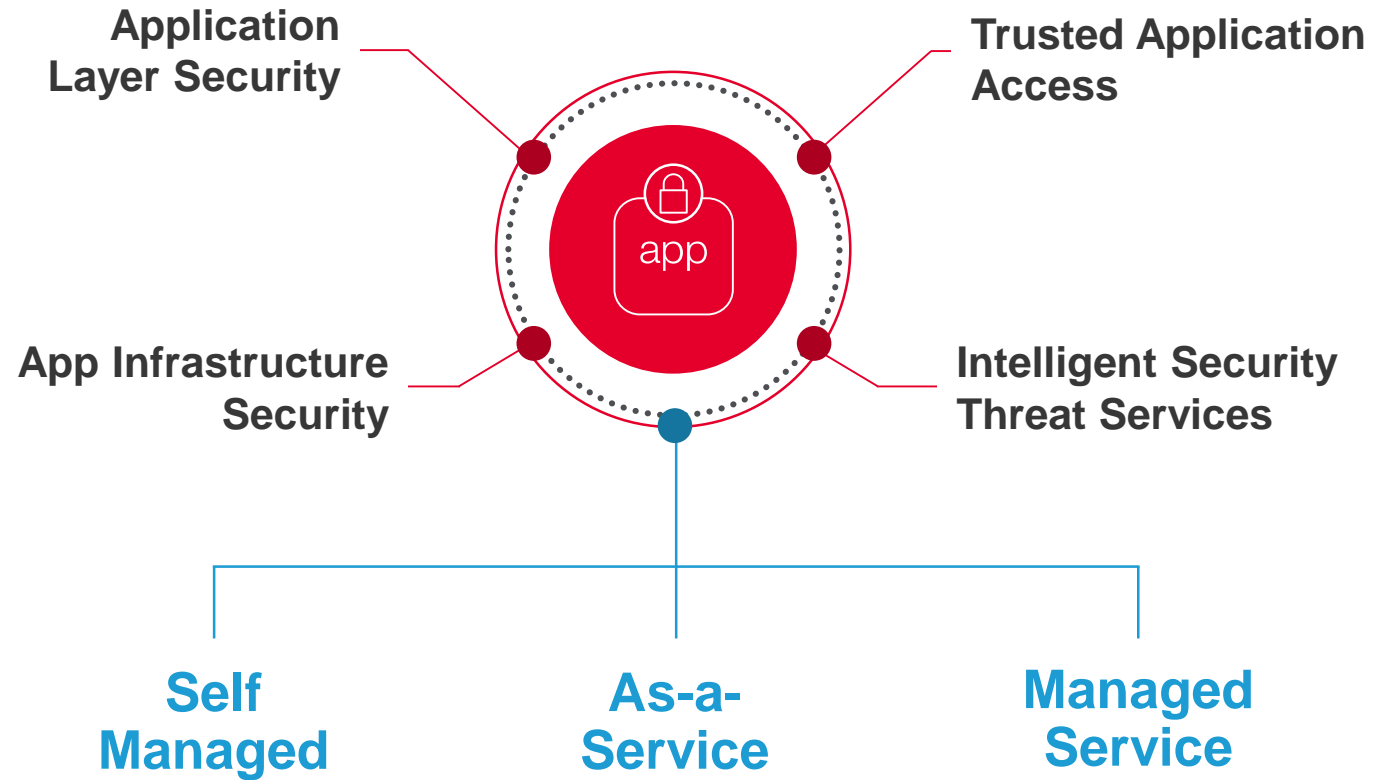 Application
Layer Security
Trusted Application
Access
app
App Infrastructure
Security
Intelligent Security
Threat Services
Self
Managed
As-a-
Service
Managed
Service